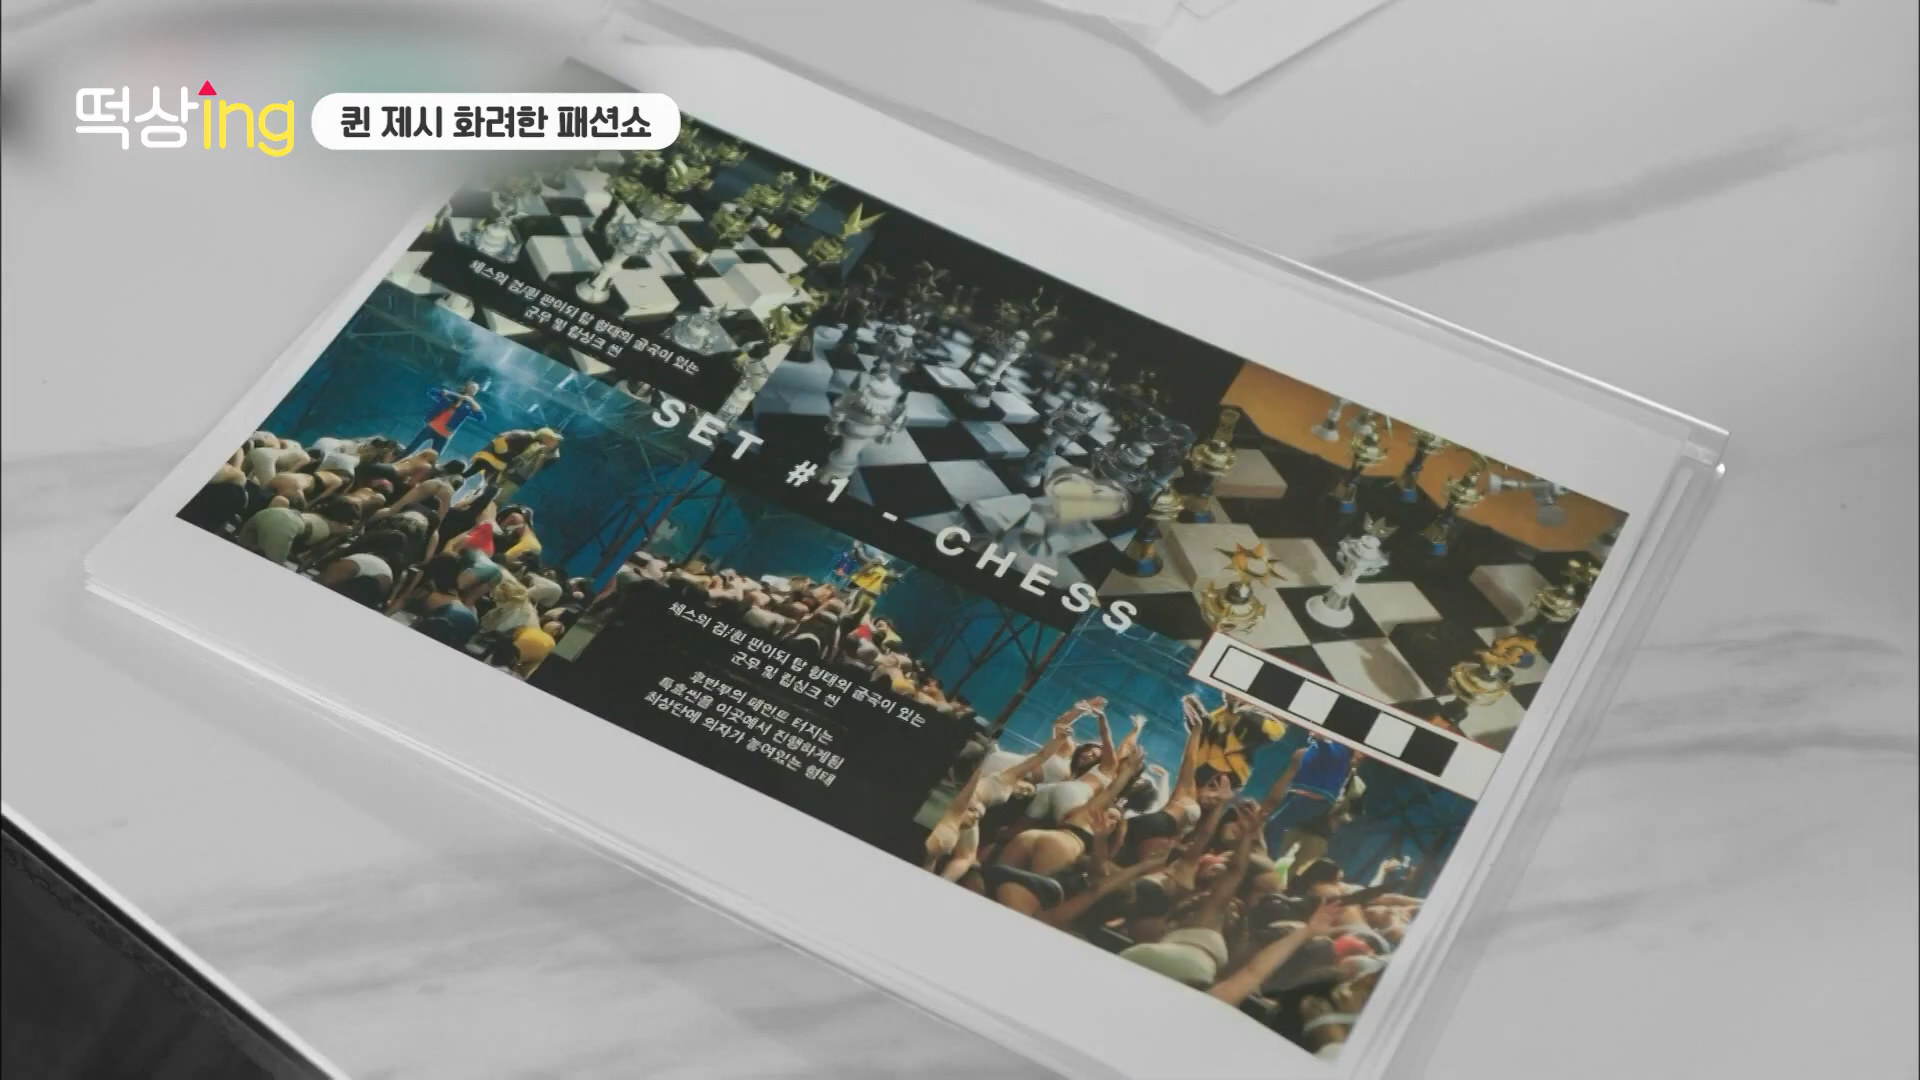 떡상ing
퀸 제시 화려한 패션쇼
체스의 검/흰 판이되 탑 형태의 굴곡이 있는
군무 및 립싱크 씬
SET #1 - CHESS
체스의 검/흰 판이되 탑 형태의 굴곡이 있는
군무 및 립싱크 씬
후반부의 페인트 터지는
특효씬을 이곳에서 진행하게됨
최상단에 의자가 놓여있는 형태